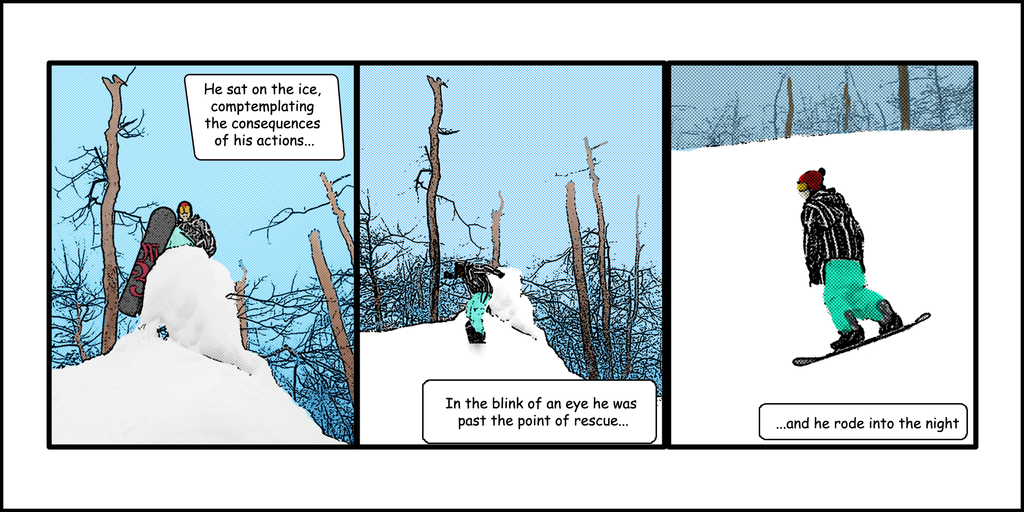 He sat on the ice,
comptemplating
the consequences
of his actions...
In the blink of an eye he was
past the point of rescue...
...and he rode into the night